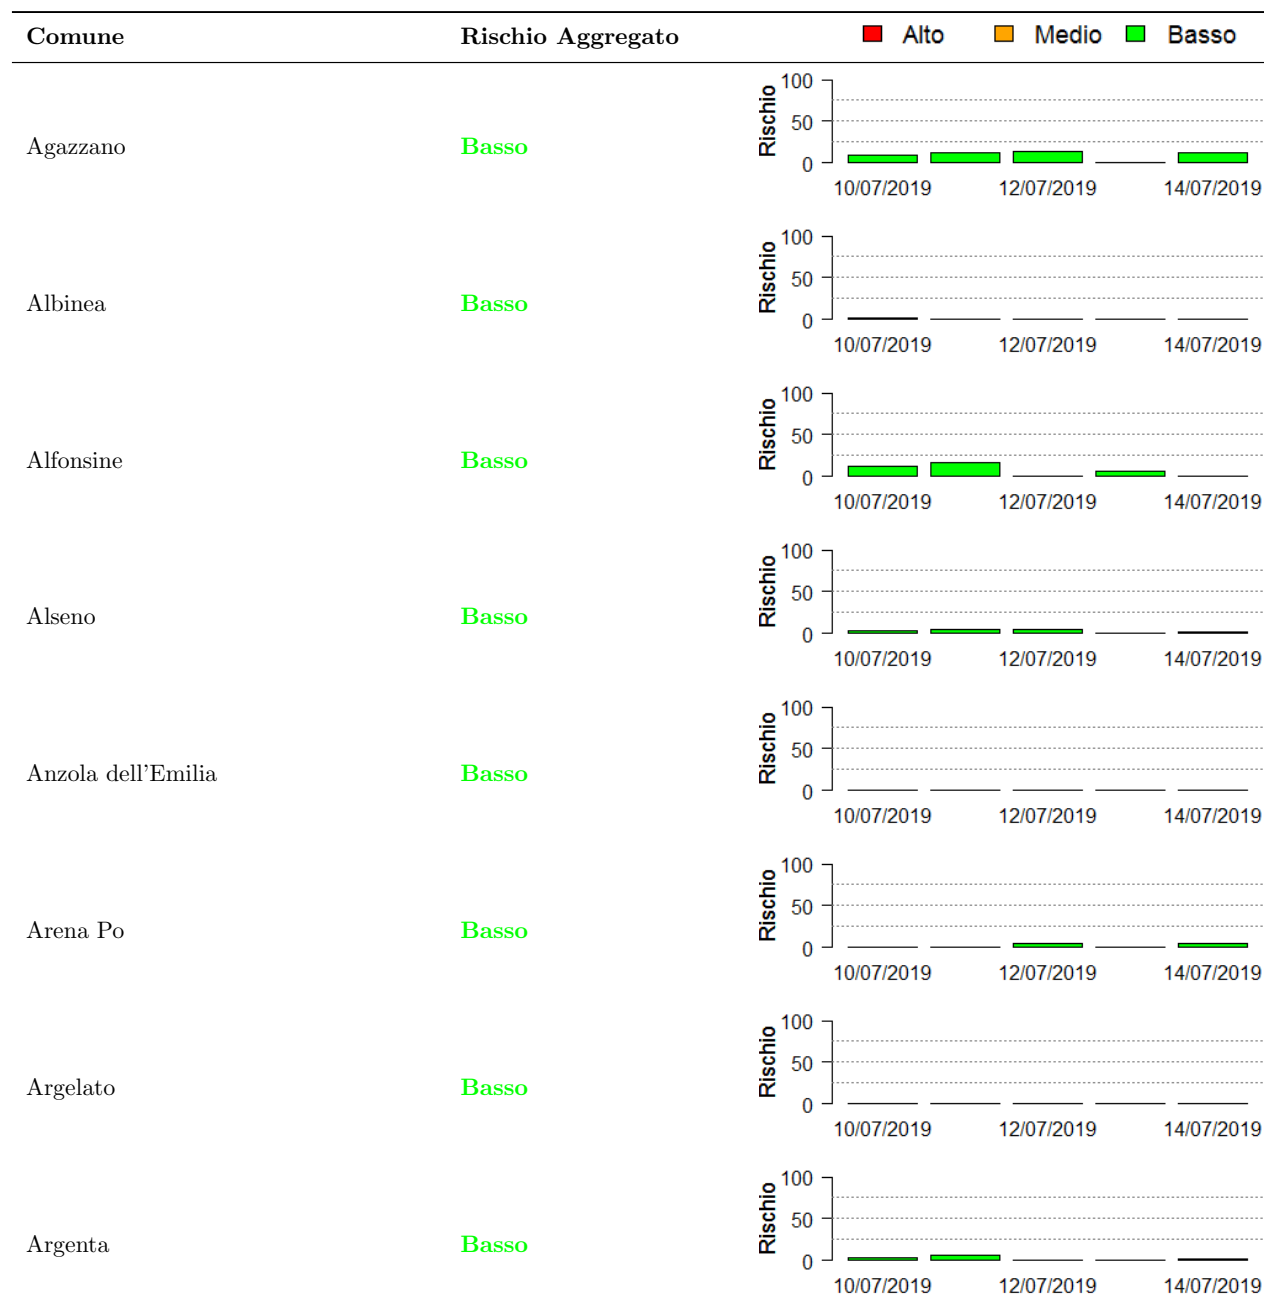 Comune Rischio Aggregato Alto Medio Basso
100
Rischio
50
Agazzano Basso
0
10/07/2019 12/07/2019 14/07/2019
100
Rischio
50
Albinea Basso
0
10/07/2019 12/07/2019 14/07/2019
100
Rischio
50
Alfonsine Basso
0
10/07/2019 12/07/2019 14/07/2019
100
Rischio
50
Alseno Basso
0
10/07/2019 12/07/2019 14/07/2019
100
Rischio
50
Anzola dell'Emilia Basso
0
10/07/2019 12/07/2019 14/07/2019
100
Rischio
50
Arena Po Basso
0
10/07/2019 12/07/2019 14/07/2019
100
Rischio
50
Argelato Basso
0
10/07/2019 12/07/2019 14/07/2019
100
Rischio
50
Argenta Basso
0
10/07/2019 12/07/2019 14/07/2019